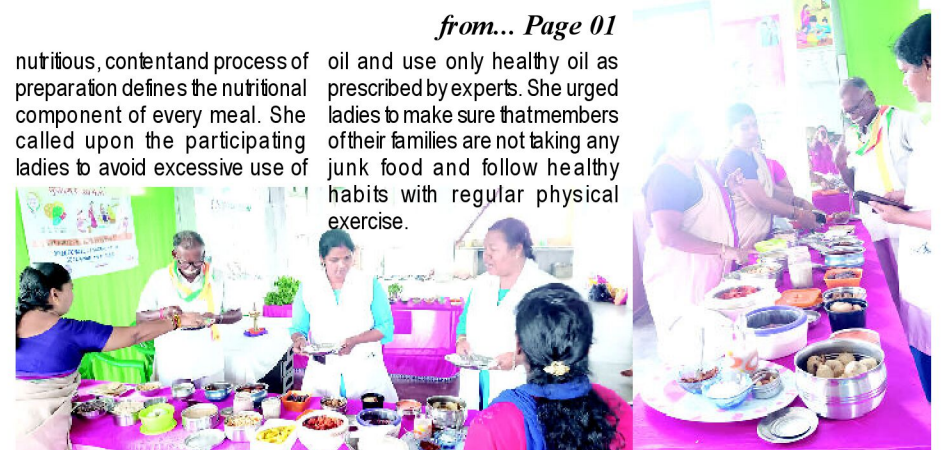 from... Page 01
nutritious, content and process of
preparation defines the nutritional
component of every meal. She
called upon the participating
ladies to avoid excessive use of
oil and use only healthy oil as
prescribed by experts. She urged
ladies to make sure that members
of their families are not taking any
junk food and follow healthy
habits with regular physical
exercise.